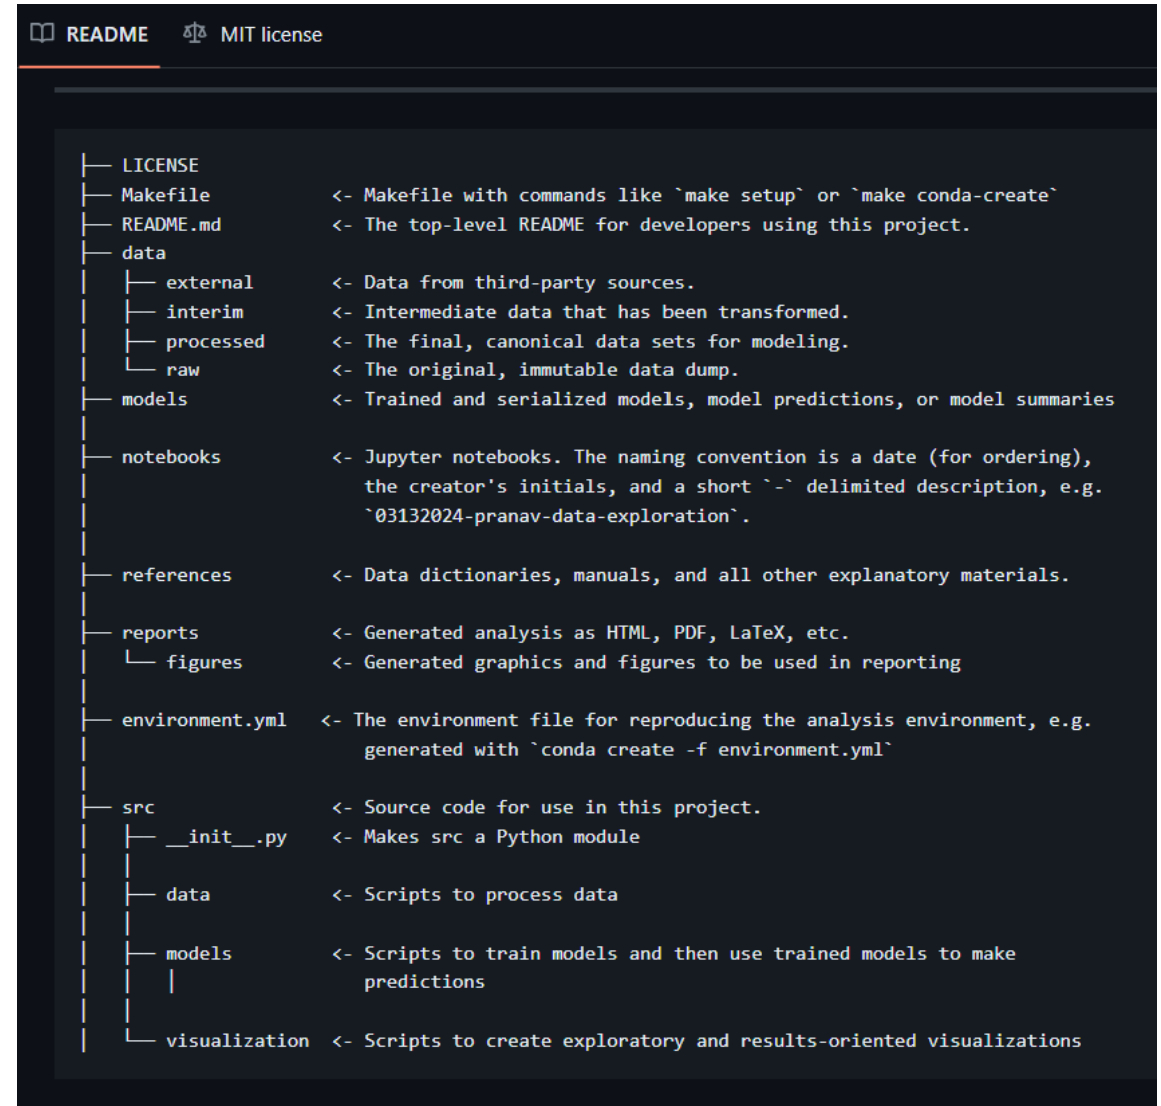 README MIT license
├── LICENSE
├── Makefile           <- Makefile with commands like `make setup` or `make conda-create`
├── README.md          <- The top-level README for developers using this project.
├── data
│   ├── external       <- Data from third-party sources.
│   ├── interim        <- Intermediate data that has been transformed.
│   ├── processed      <- The final, canonical data sets for modeling.
│   └── raw            <- The original, immutable data dump.
├── models             <- Trained and serialized models, model predictions, or model summaries
│
├── notebooks          <- Jupyter notebooks. The naming convention is a date (for ordering),
│                         the creator's initials, and a short `-` delimited description, e.g.
│                         `03132024-pranav-data-exploration`.
│
├── references         <- Data dictionaries, manuals, and all other explanatory materials.
│
├── reports            <- Generated analysis as HTML, PDF, LaTeX, etc.
│   └── figures        <- Generated graphics and figures to be used in reporting
│
├── environment.yml   <- The environment file for reproducing the analysis environment, e.g.
│                         generated with `conda create -f environment.yml`
│
├── src                <- Source code for use in this project.
│   ├── __init__.py    <- Makes src a Python module
│   │
│   ├── data           <- Scripts to process data
│   │
│   ├── models         <- Scripts to train models and then use trained models to make
│   │   │                 predictions
│   │
│   └── visualization  <- Scripts to create exploratory and results-oriented visualizations